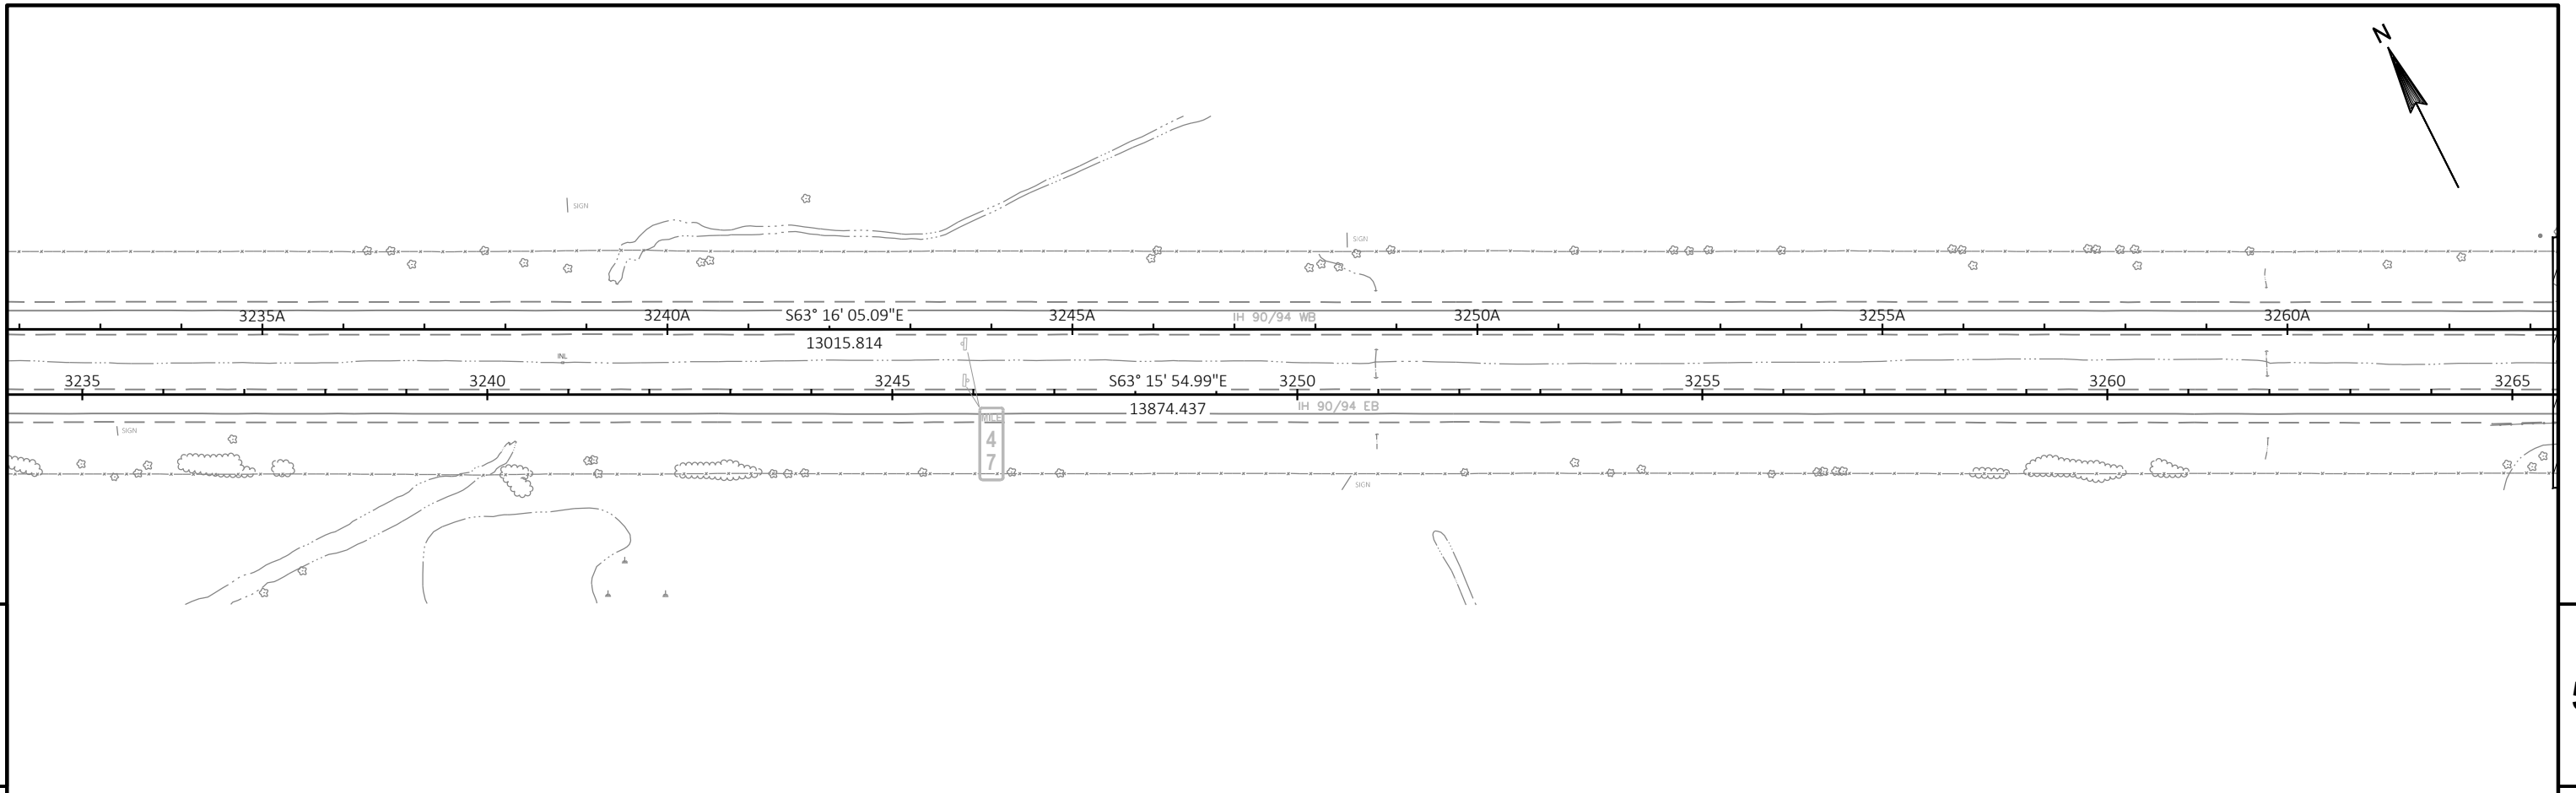 N
SIGN
SIGN
3235A 3240A S63° 16' 05.09"E 3245A IH 90/94 WB 3250A 3255A 3260A
13015.814
INL
3235 3240 3245 S63° 15' 54.99"E 3250 3255 3260 3265
13874.437 IH 90/94 EB
MILE
4
7
SIGN
SIGN